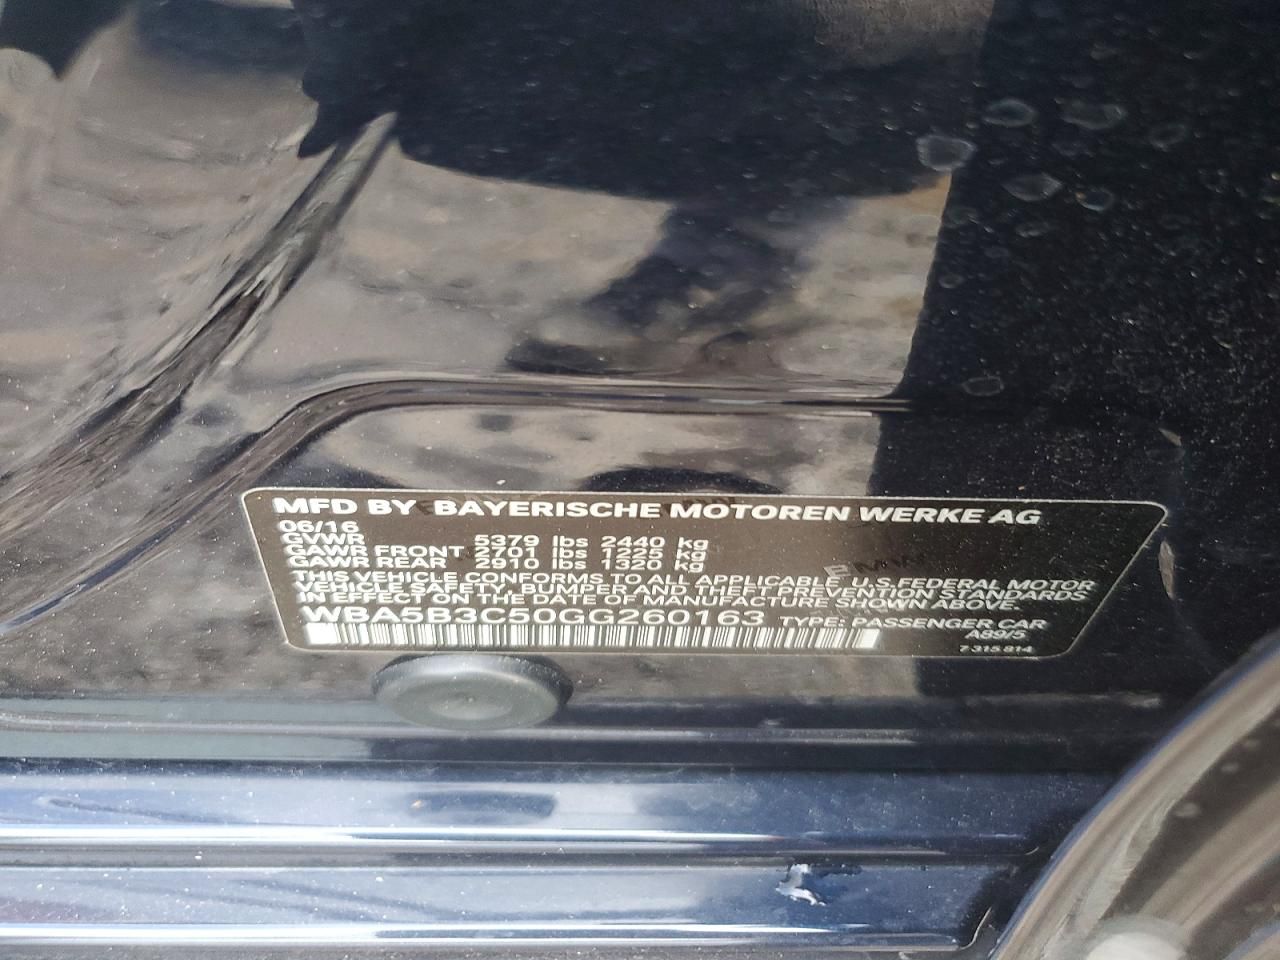 MFD BY BAYERISCHE MOTOREN WERKE AG
06/16
GVWR 5379 lbs 2440 kg
GAWR FRONT 2701 lbs 1225 kg
GAWR REAR 2910 lbs 1320 kg
THIS VEHICLE CONFORMS TO ALL APPLICABLE U.S.FEDERAL MOTOR
VEHICLE SAFETY, BUMPER AND THEFT PREVENTION STANDARDS
IN EFFECT ON THE DATE OF MANUFACTURE SHOWN ABOVE.
WBA5B3C50GG260163 TYPE: PASSENGER CAR
A89/5
7 315 814